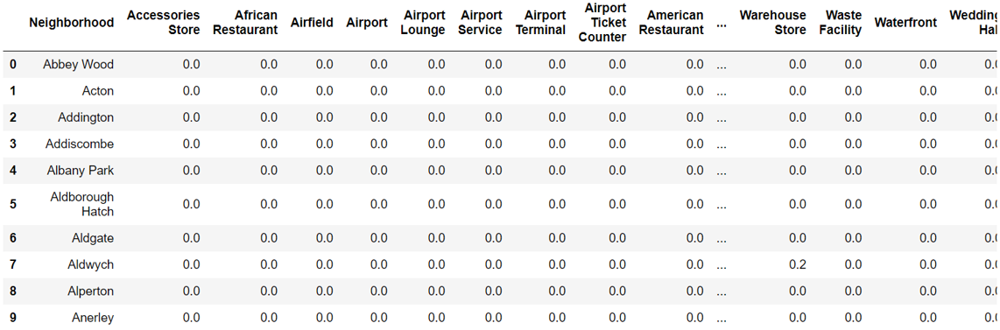 Neighborhood Accessories Store African Restaurant Airfield Airport Airport Lounge Airport Service Airport Terminal Airport Ticket Counter American Restaurant ... Warehouse Store Waste Facility Waterfront Wedding Hal
0 Abbey Wood 0.0 0.0 0.0 0.0 0.0 0.0 0.0 0.0 0.0 ... 0.0 0.0 0.0 0.0
1 Acton 0.0 0.0 0.0 0.0 0.0 0.0 0.0 0.0 0.0 ... 0.0 0.0 0.0 0.0
2 Addington 0.0 0.0 0.0 0.0 0.0 0.0 0.0 0.0 0.0 ... 0.0 0.0 0.0 0.0
3 Addiscombe 0.0 0.0 0.0 0.0 0.0 0.0 0.0 0.0 0.0 ... 0.0 0.0 0.0 0.0
4 Albany Park 0.0 0.0 0.0 0.0 0.0 0.0 0.0 0.0 0.0 ... 0.0 0.0 0.0 0.0
5 Aldborough Hatch 0.0 0.0 0.0 0.0 0.0 0.0 0.0 0.0 0.0 ... 0.0 0.0 0.0 0.0
6 Aldgate 0.0 0.0 0.0 0.0 0.0 0.0 0.0 0.0 0.0 ... 0.0 0.0 0.0 0.0
7 Aldwych 0.0 0.0 0.0 0.0 0.0 0.0 0.0 0.0 0.0 ... 0.2 0.0 0.0 0.0
8 Alperton 0.0 0.0 0.0 0.0 0.0 0.0 0.0 0.0 0.0 ... 0.0 0.0 0.0 0.0
9 Anerley 0.0 0.0 0.0 0.0 0.0 0.0 0.0 0.0 0.0 ... 0.0 0.0 0.0 0.0